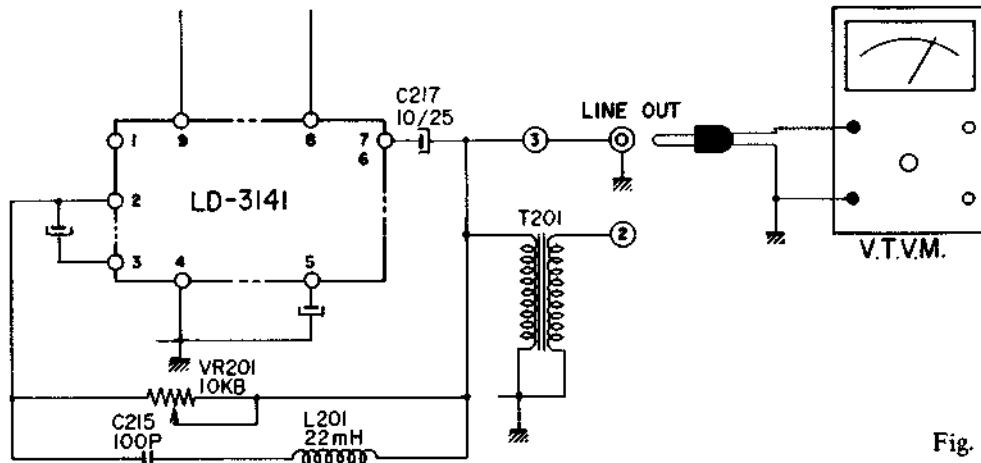 C217
10/25
LINE OUT
1
9
8
7
6
3
2
LD-3141
T201
2
3
4
5
V.T.V.M.
VR201
10KB
C215
100P
L201
22mH
Fig.